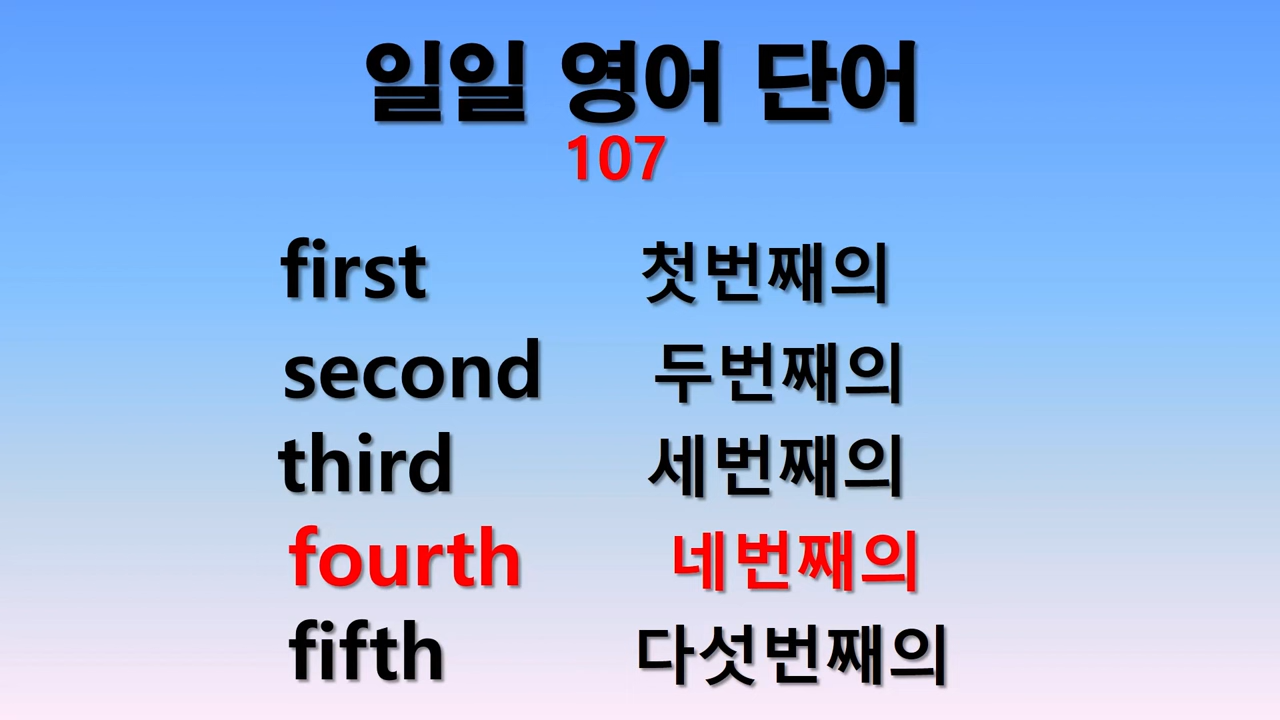 일일 영어 단어
107
first 첫번째의
second 두번째의
third 세번째의
fourth 네번째의
fifth 다섯번째의